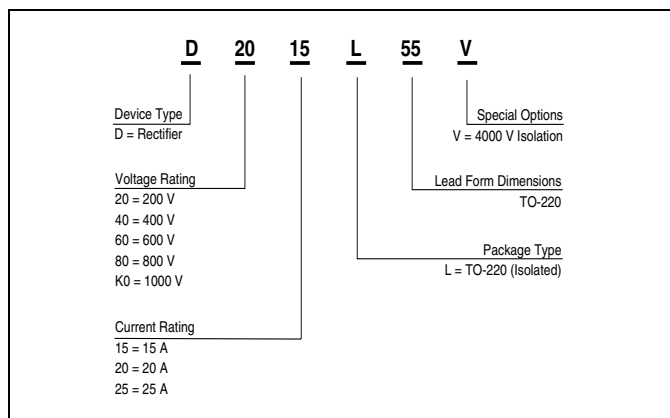 D 20 15 L 55 V
Device Type
D = Rectifier
Voltage Rating
20 = 200 V
40 = 400 V
60 = 600 V
80 = 800 V
K0 = 1000 V
Current Rating
15 = 15 A
20 = 20 A
25 = 25 A
Special Options
V = 4000 V Isolation
Lead Form Dimensions
TO-220
Package Type
L = TO-220 (Isolated)